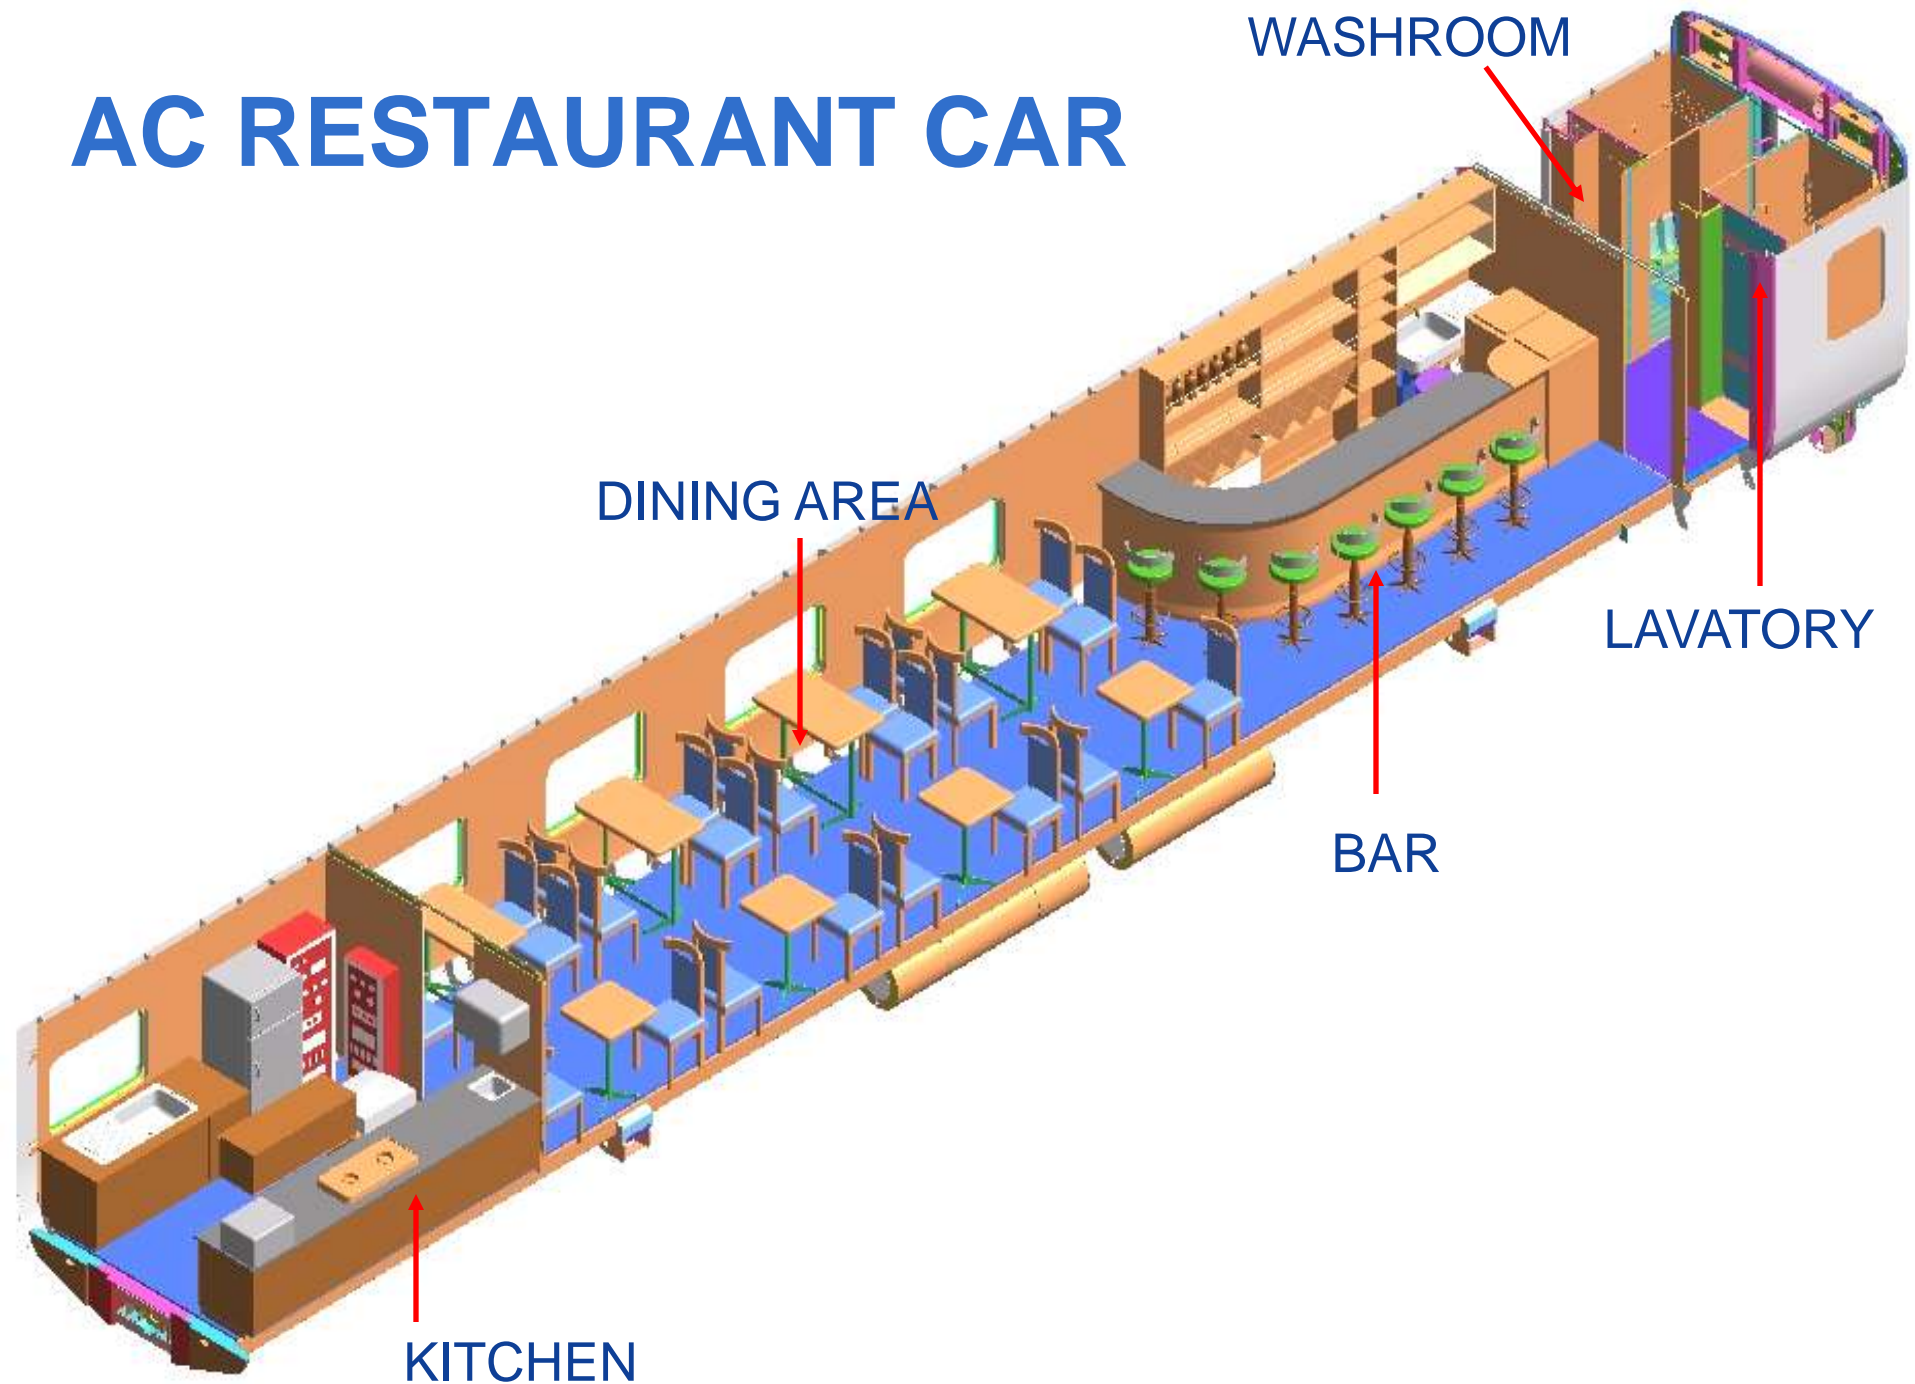 WASHROOM
AC RESTAURANT CAR
DINING AREA
LAVATORY
BAR
KITCHEN